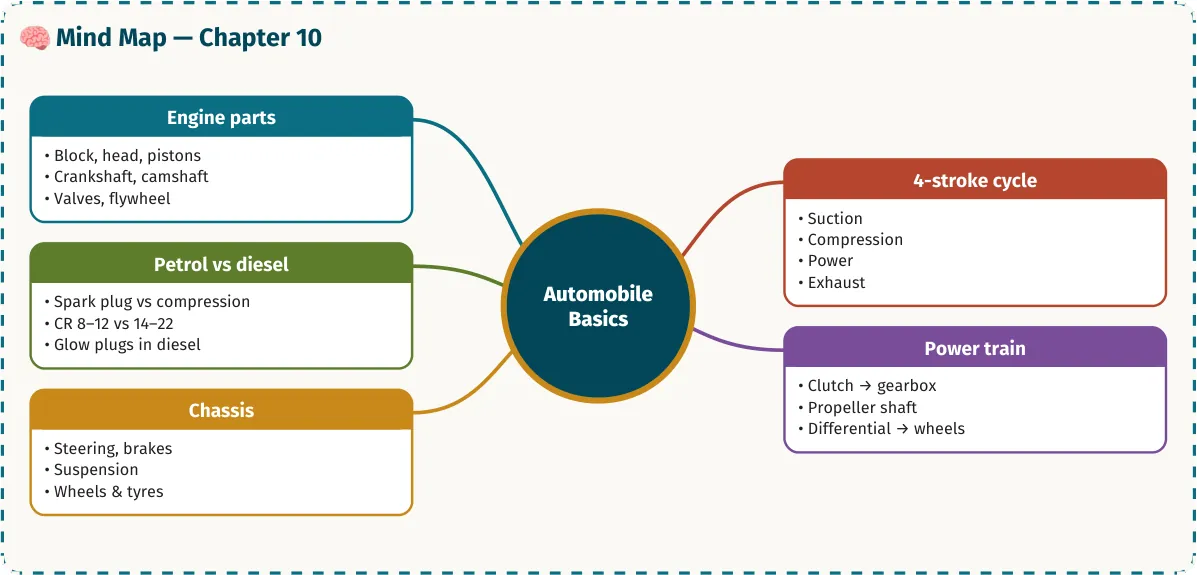 🧠 Mind Map — Chapter 10
Engine parts
• Block, head, pistons
• Crankshaft, camshaft
• Valves, flywheel
Petrol vs diesel
• Spark plug vs compression
• CR 8–12 vs 14–22
• Glow plugs in diesel
Chassis
• Steering, brakes
• Suspension
• Wheels & tyres
Automobile
Basics
4-stroke cycle
• Suction
• Compression
• Power
• Exhaust
Power train
• Clutch → gearbox
• Propeller shaft
• Differential → wheels